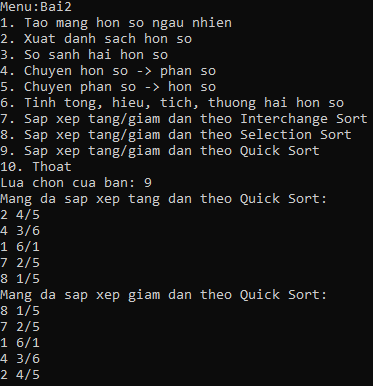 Menu:Bai2
1. Tao mang hon so ngau nhien
2. Xuat danh sach hon so
3. So sanh hai hon so
4. Chuyen hon so -> phan so
5. Chuyen phan so -> hon so
6. Tinh tong, hieu, tich, thuong hai hon so
7. Sap xep tang/giam dan theo Interchange Sort
8. Sap xep tang/giam dan theo Selection Sort
9. Sap xep tang/giam dan theo Quick Sort
10. Thoat
Lua chon cua ban: 9
Mang da sap xep tang dan theo Quick Sort:
2 4/5
4 3/6
1 6/1
7 2/5
8 1/5
Mang da sap xep giam dan theo Quick Sort:
8 1/5
7 2/5
1 6/1
4 3/6
2 4/5